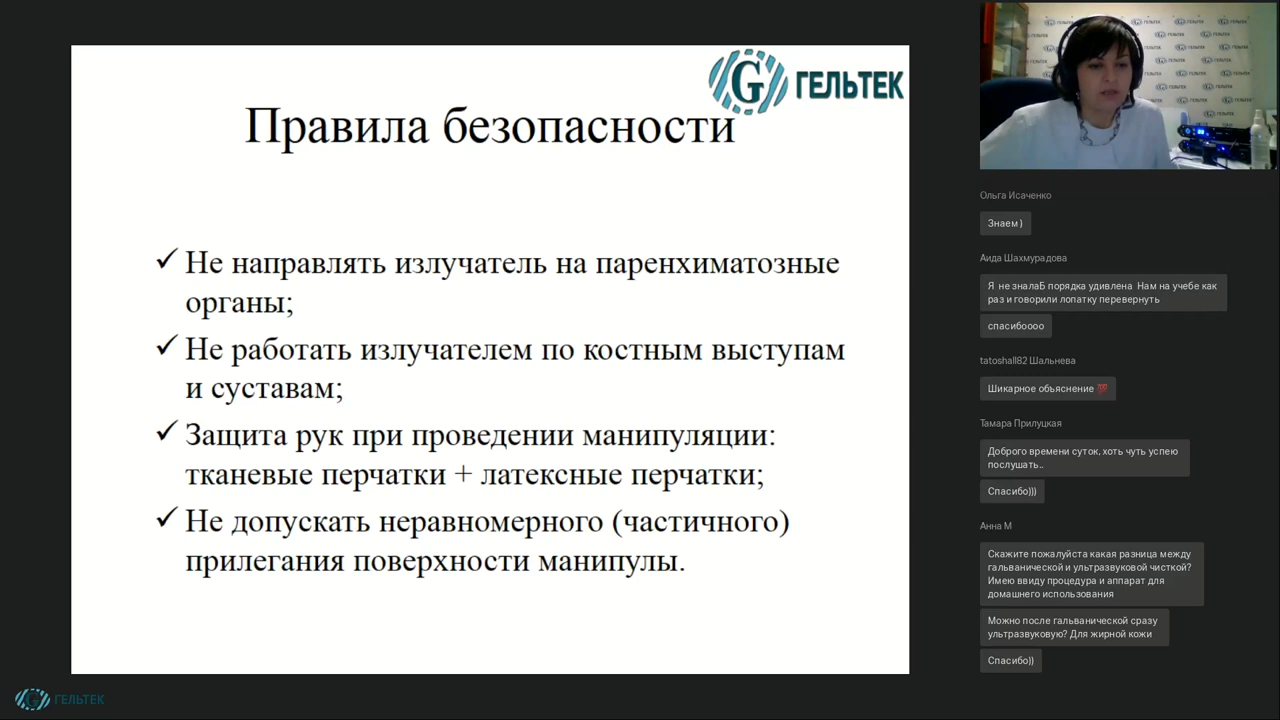 ГЕЛЬТЕК
Правила безопасности
✓ Не направлять излучатель на паренхиматозные
органы;
✓ Не работать излучателем по костным выступам
и суставам;
✓ Защита рук при проведении манипуляции:
тканевые перчатки + латексные перчатки;
✓ Не допускать неравномерного (частичного)
прилегания поверхности манипулы.
Ольга Исаченко
Знаем )
Аида Шахмурадова
Я не зналаБ порядка удивлена Нам на учебе как
раз и говорили лопатку перевернуть
спасибоооо
tatoshall82 Шальнева
Шикарное объяснение 💯
Тамара Прилуцкая
Доброго времени суток, хоть чуть успею
послушать..
Спасибо)))
Анна М
Скажите пожалуйста какая разница между
гальванической и ультразвуковой чисткой?
Имею ввиду процедура и аппарат для
домашнего использования
Можно после гальванической сразу
ультразвуковую? Для жирной кожи
Спасибо))
ГЕЛЬТЕК